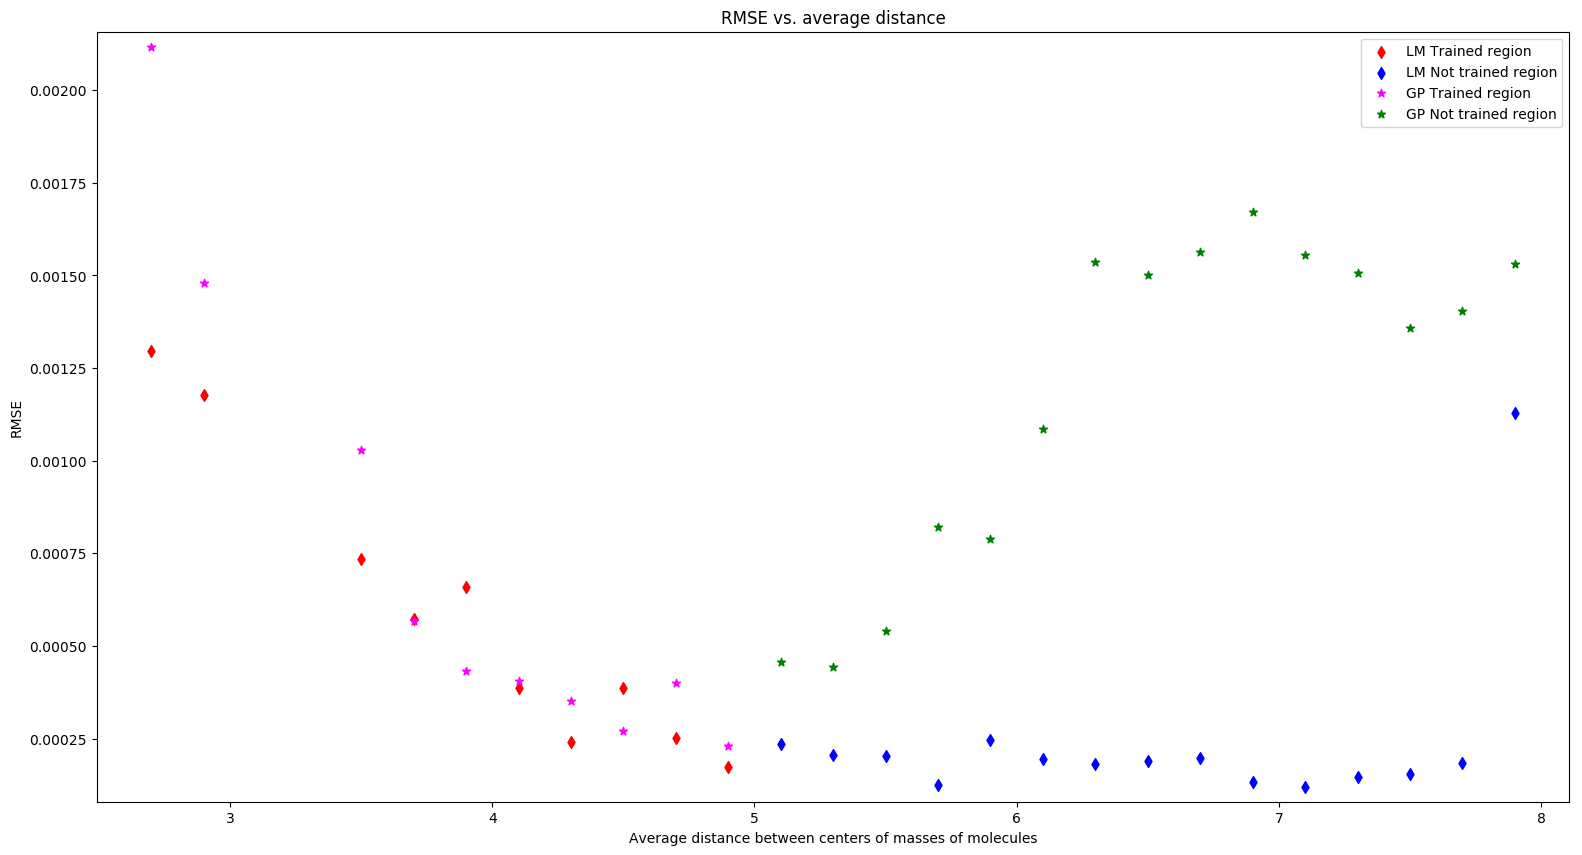 RMSE vs. average distance
LM Trained region
LM Not trained region
GP Trained region
GP Not trained region
RMSE
0.00200
0.00175
0.00150
0.00125
0.00100
0.00075
0.00050
0.00025
3
4
5
6
7
8
Average distance between centers of masses of molecules